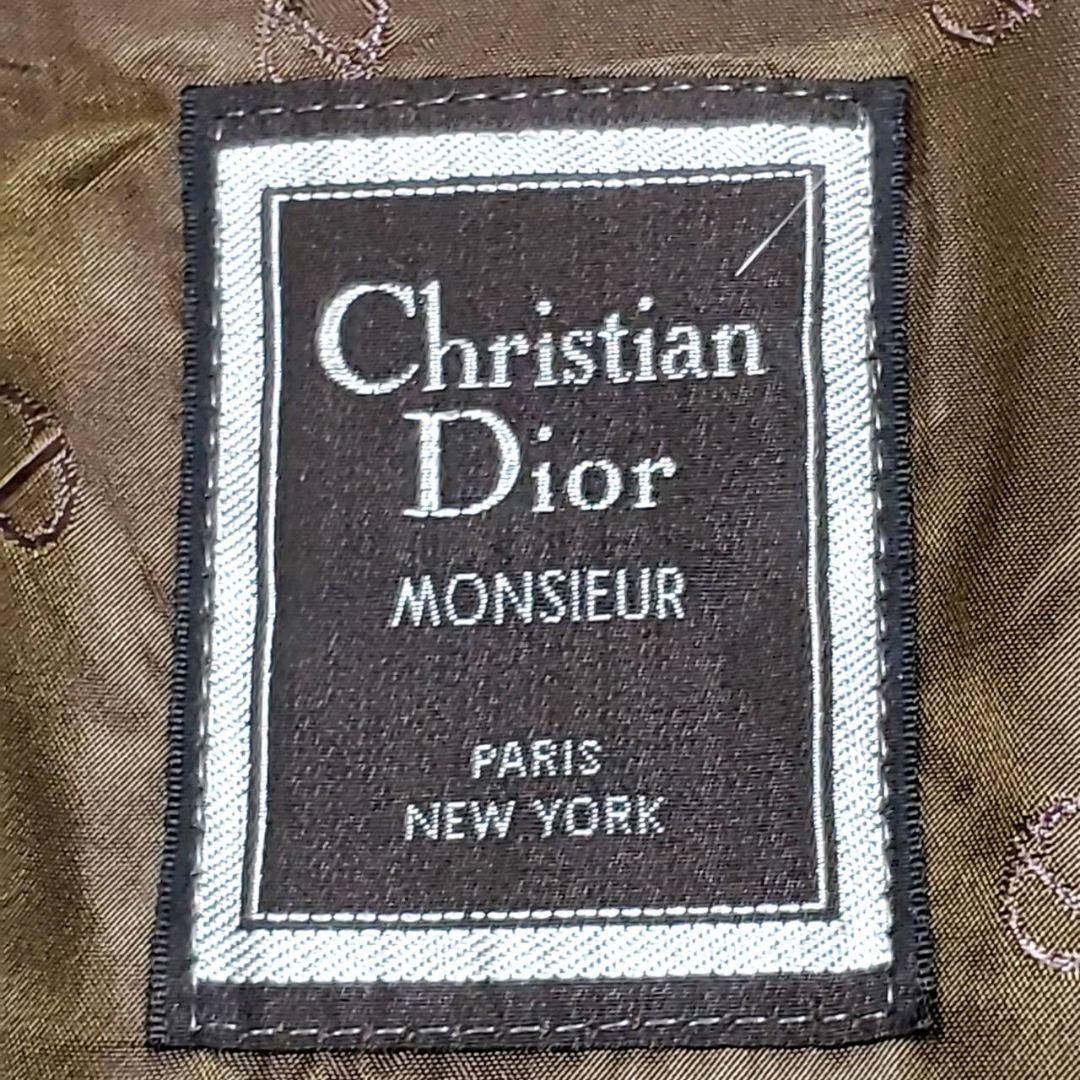 Christian
Dior
MONSIEUR
PARIS
NEW YORK